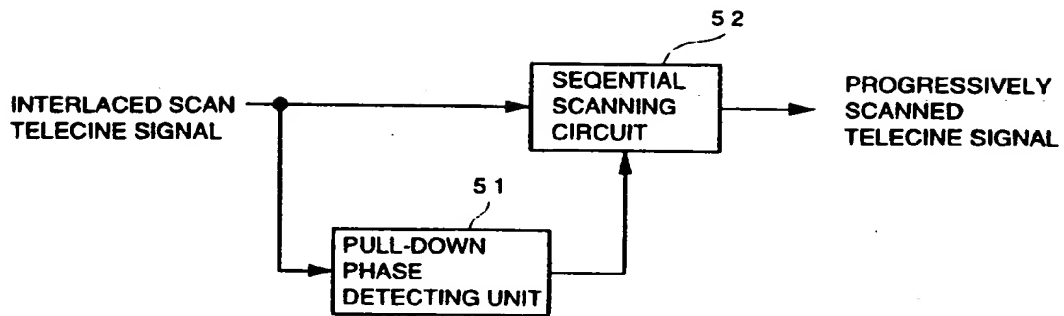 52
SEQENTIAL
SCANNING
CIRCUIT
INTERLACED SCAN
TELECINE SIGNAL
PROGRESSIVELY
SCANNED
TELECINE SIGNAL
51
PULL-DOWN
PHASE
DETECTING UNIT